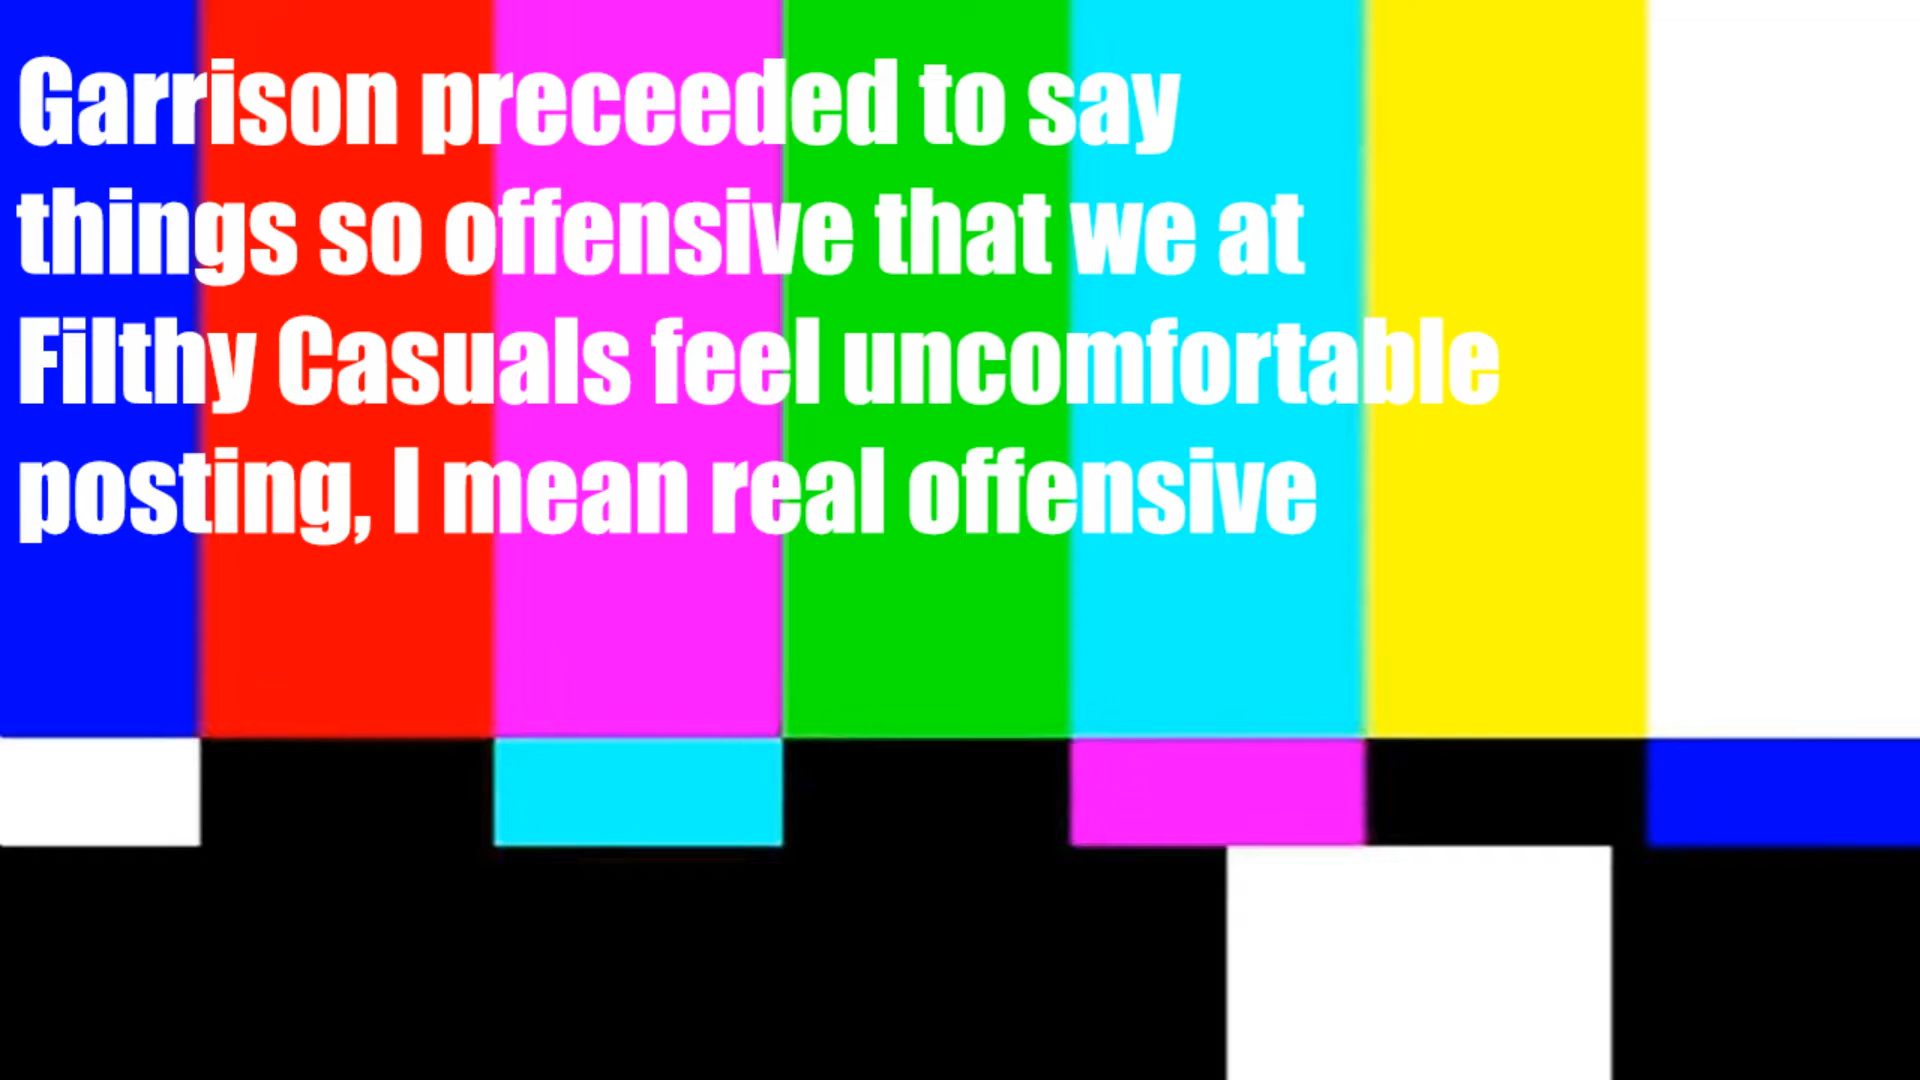 Garrison preceeded to say
things so offensive that we at
Filthy Casuals feel uncomfortable
posting, I mean real offensive